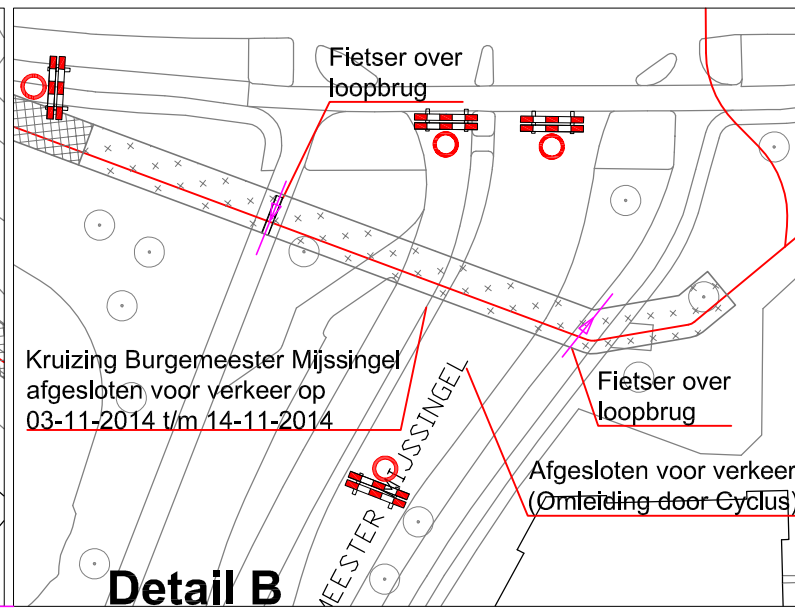 Fietser over
loopbrug
Kruizing Burgemeester Mijssingel
afgesloten voor verkeer op
03-11-2014 t/m 14-11-2014
Fietser over
loopbrug
Afgesloten voor verkeer
(Omleiding door Cyclus)
MEESTER MIJSSINGEL
Detail B